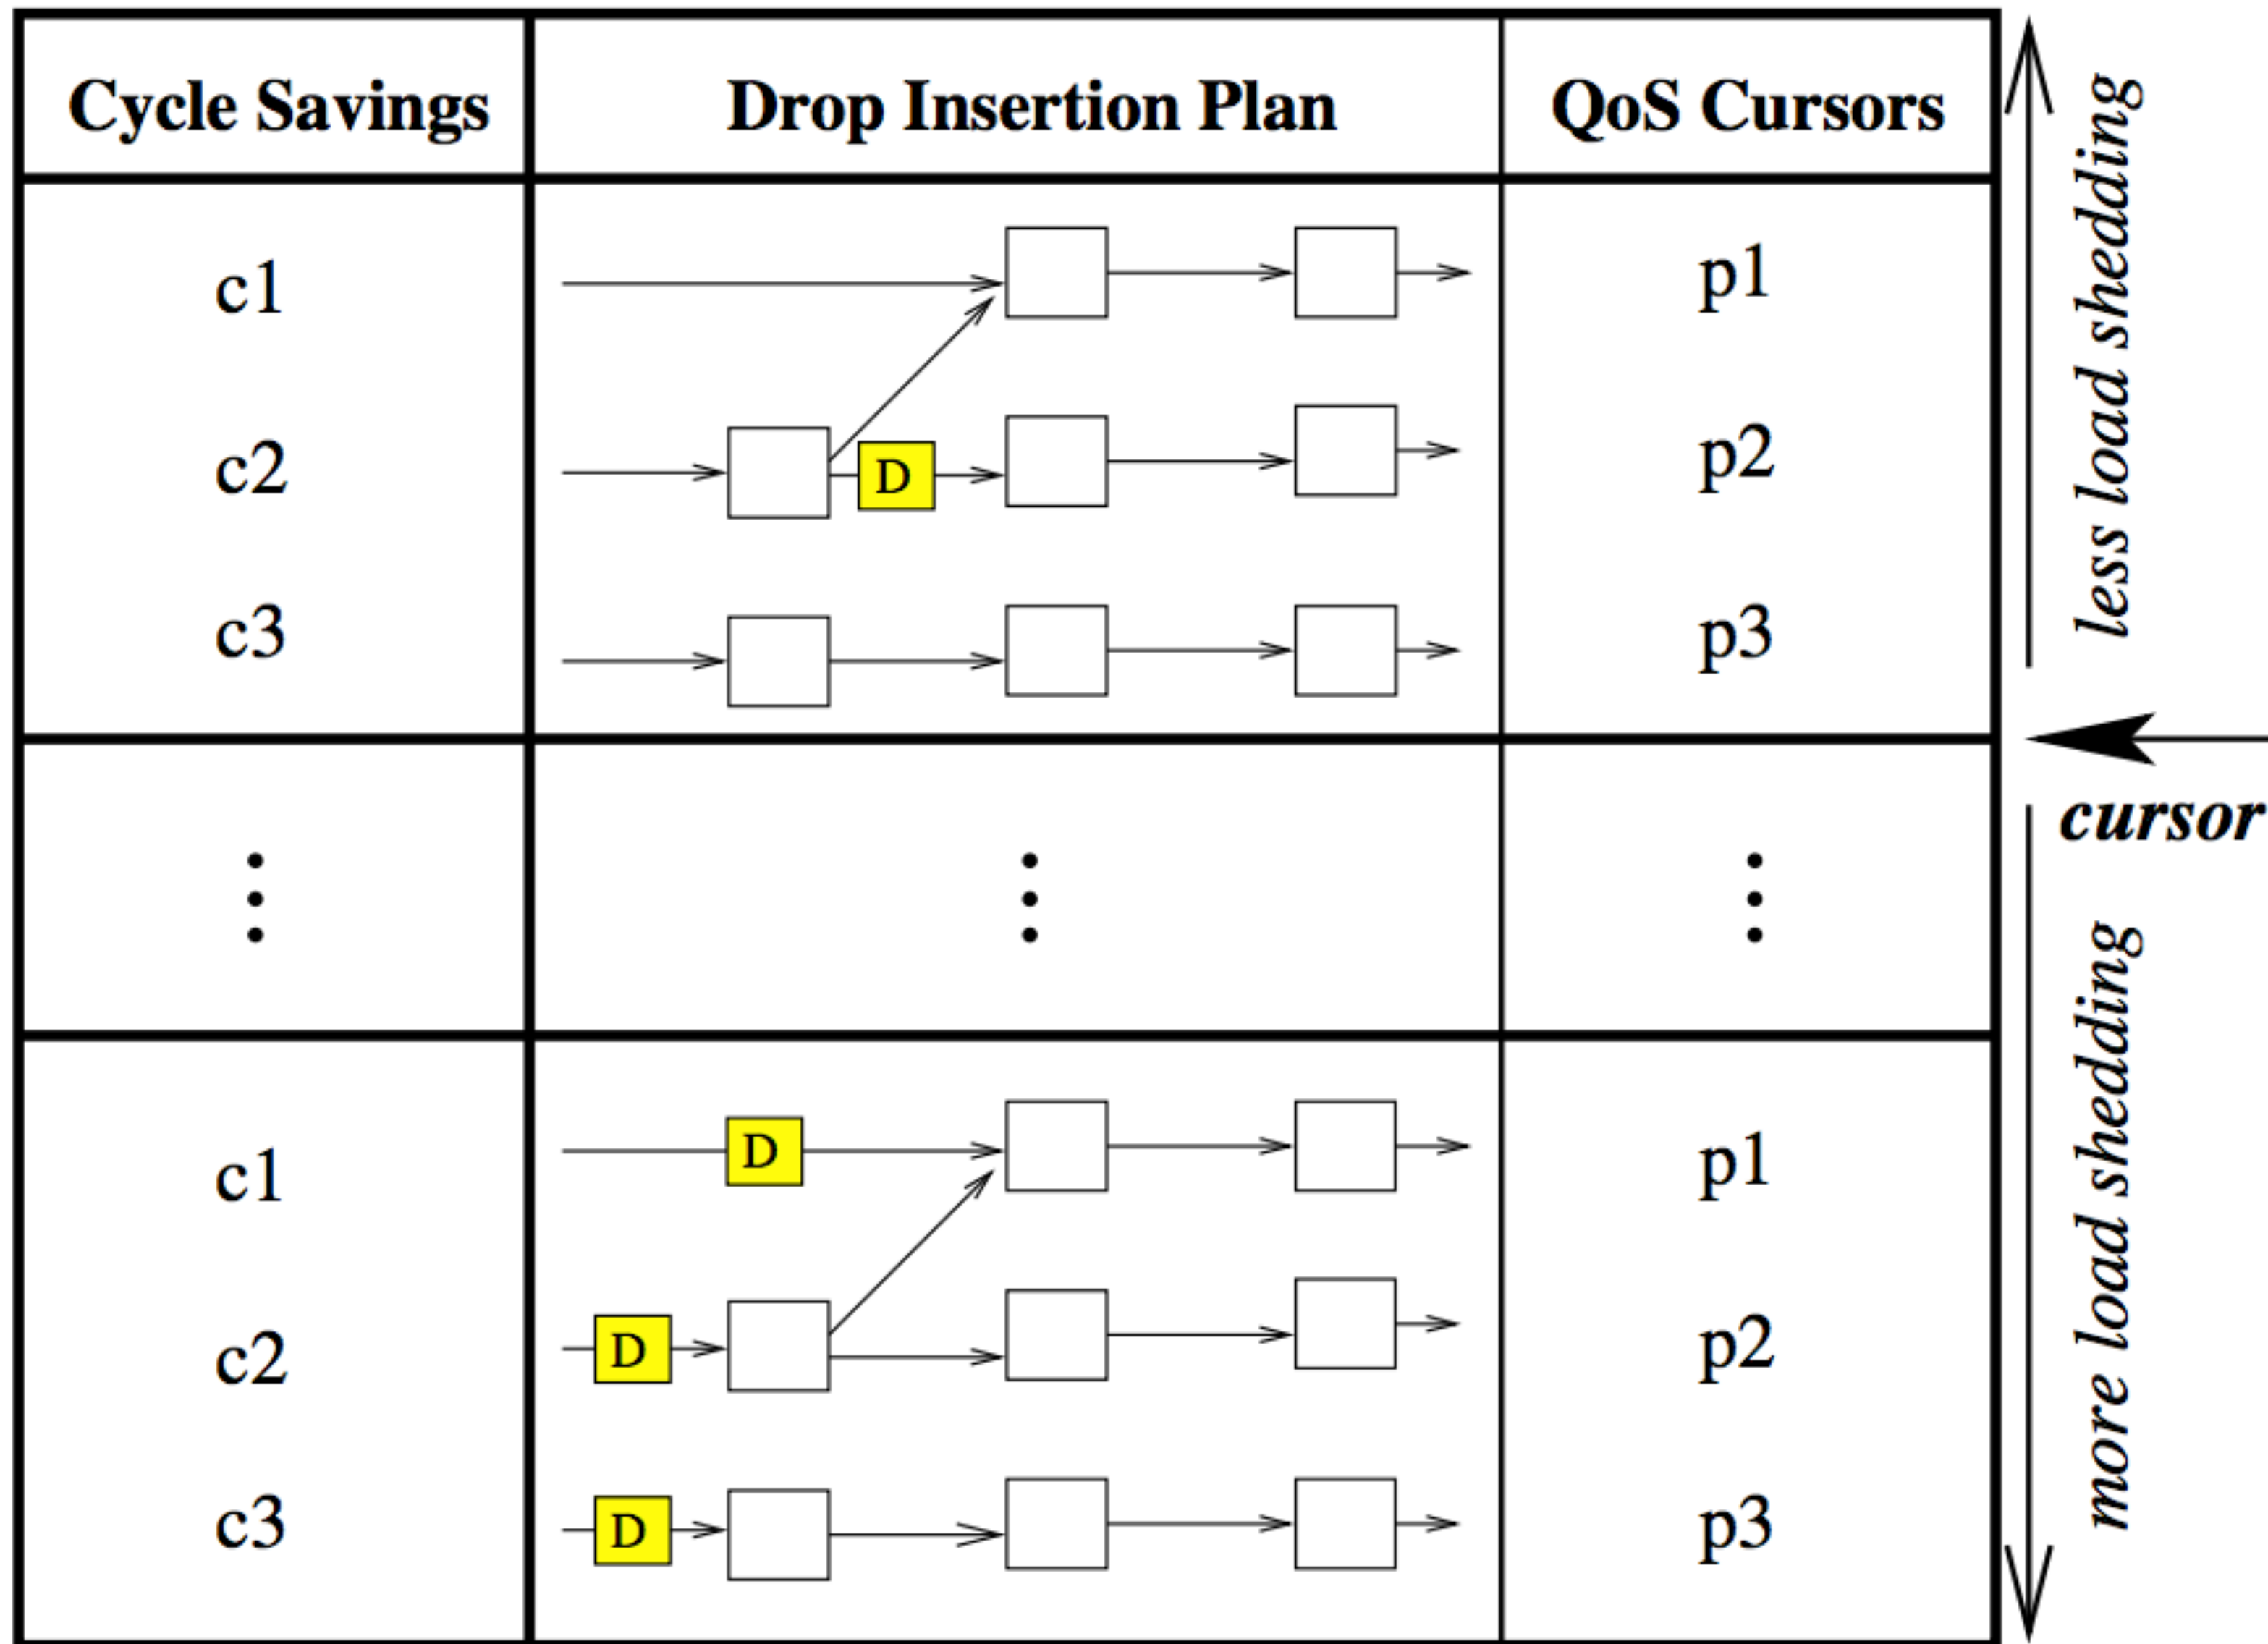 Cycle Savings
Drop Insertion Plan
QoS Cursors
less load shedding
c1
p1
c2
D
p2
c3
p3
cursor
more load shedding
c1
D
p1
c2
D
p2
c3
D
p3